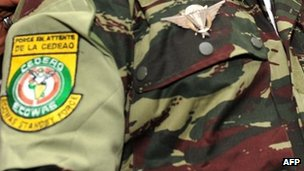 FORCE EN ATTENTE
DE LA CEDEAO
CEDEAO
ECOWAS
ECOWAS STANDBY FORCE
AFP